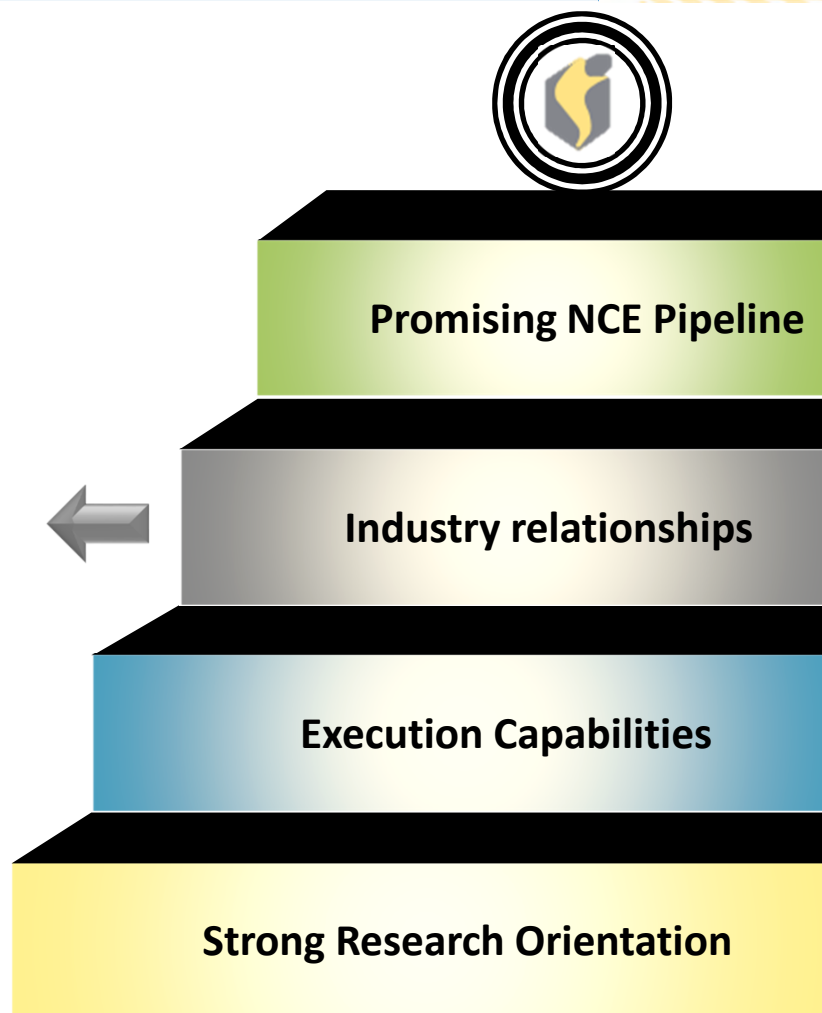 Promising NCE Pipeline
Industry relationships
Execution Capabilities
Strong Research Orientation